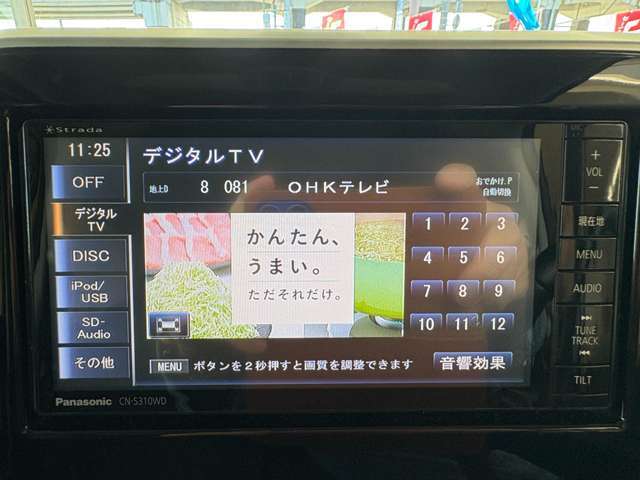 Strada
11:25
デジタルTV
OFF
地上D 8 081 OHKテレビ おでかけ.P
自動切換
デジタル
TV
DISC
iPod/
USB
SD-
Audio
その他
かんたん、
うまい。
ただそれだけ。
1 2 3
4 5 6
7 8 9
10 11 12
MENU ボタンを2秒押すと画質を調整できます 音響効果
+
VOL
−
現在地
MENU
AUDIO
TUNE
TRACK
TILT
Panasonic CN-S310WD